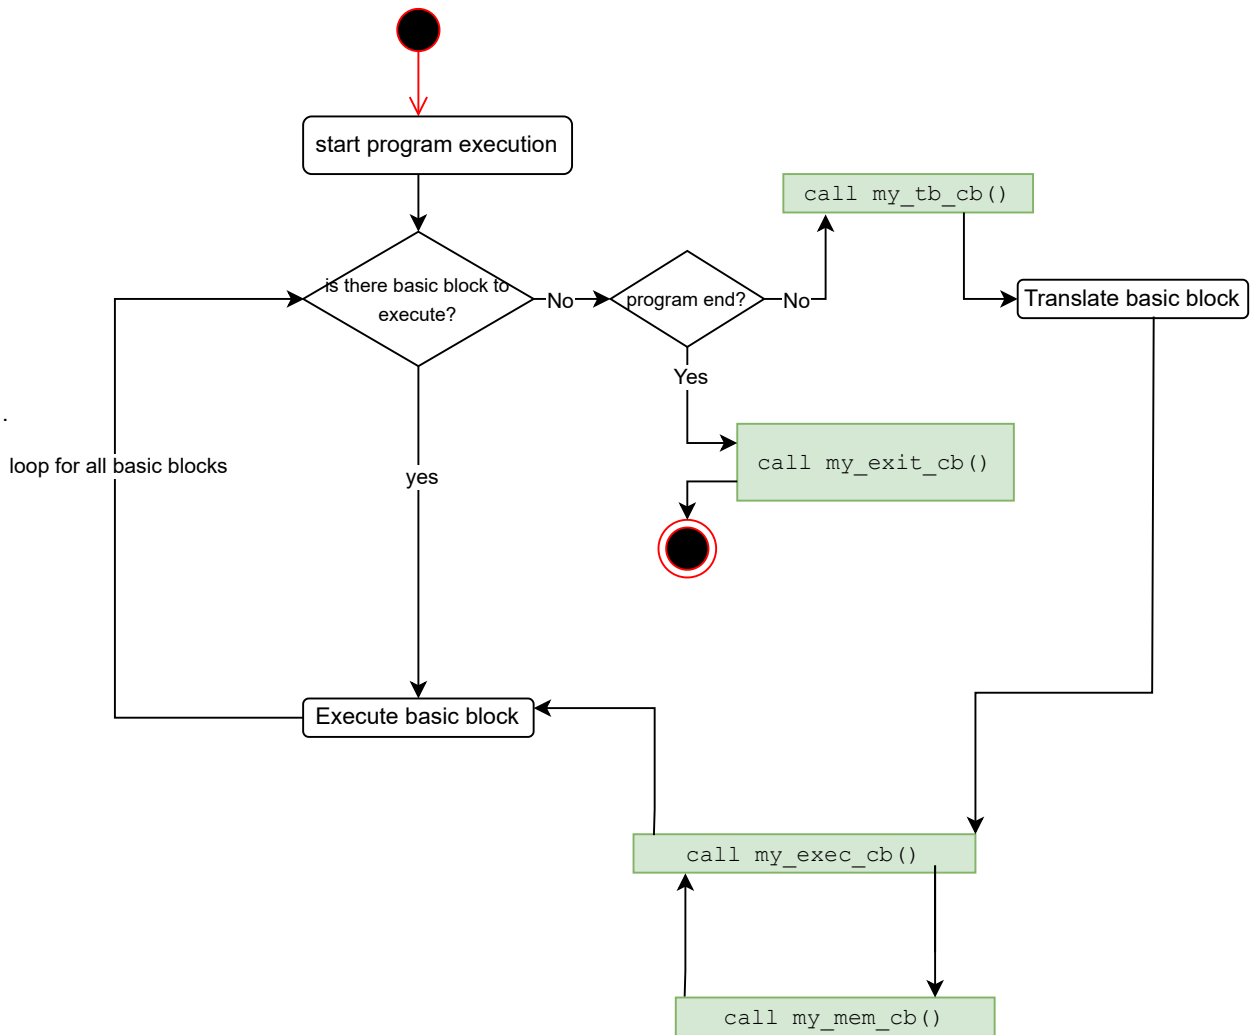 start program execution
call my_tb_cb()
is there basic block to
execute?
No
program end?
No
Translate basic block
Yes
.
loop for all basic blocks
yes
call my_exit_cb()
Execute basic block
call my_exec_cb()
call my_mem_cb()